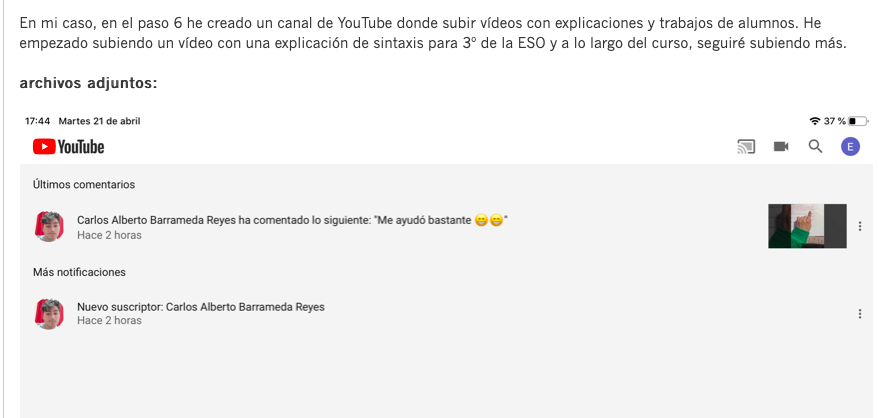 En mi caso, en el paso 6 he creado un canal de YouTube donde subir vídeos con explicaciones y trabajos de alumnos. He
empezado subiendo un vídeo con una explicación de sintaxis para 3º de la ESO y a lo largo del curso, seguiré subiendo más.
archivos adjuntos:
17:44 Martes 21 de abril 37 %
YouTube E
Últimos comentarios
Carlos Alberto Barrameda Reyes ha comentado lo siguiente: "Me ayudó bastante 😁😁"
Hace 2 horas
Más notificaciones
Nuevo suscriptor: Carlos Alberto Barrameda Reyes
Hace 2 horas